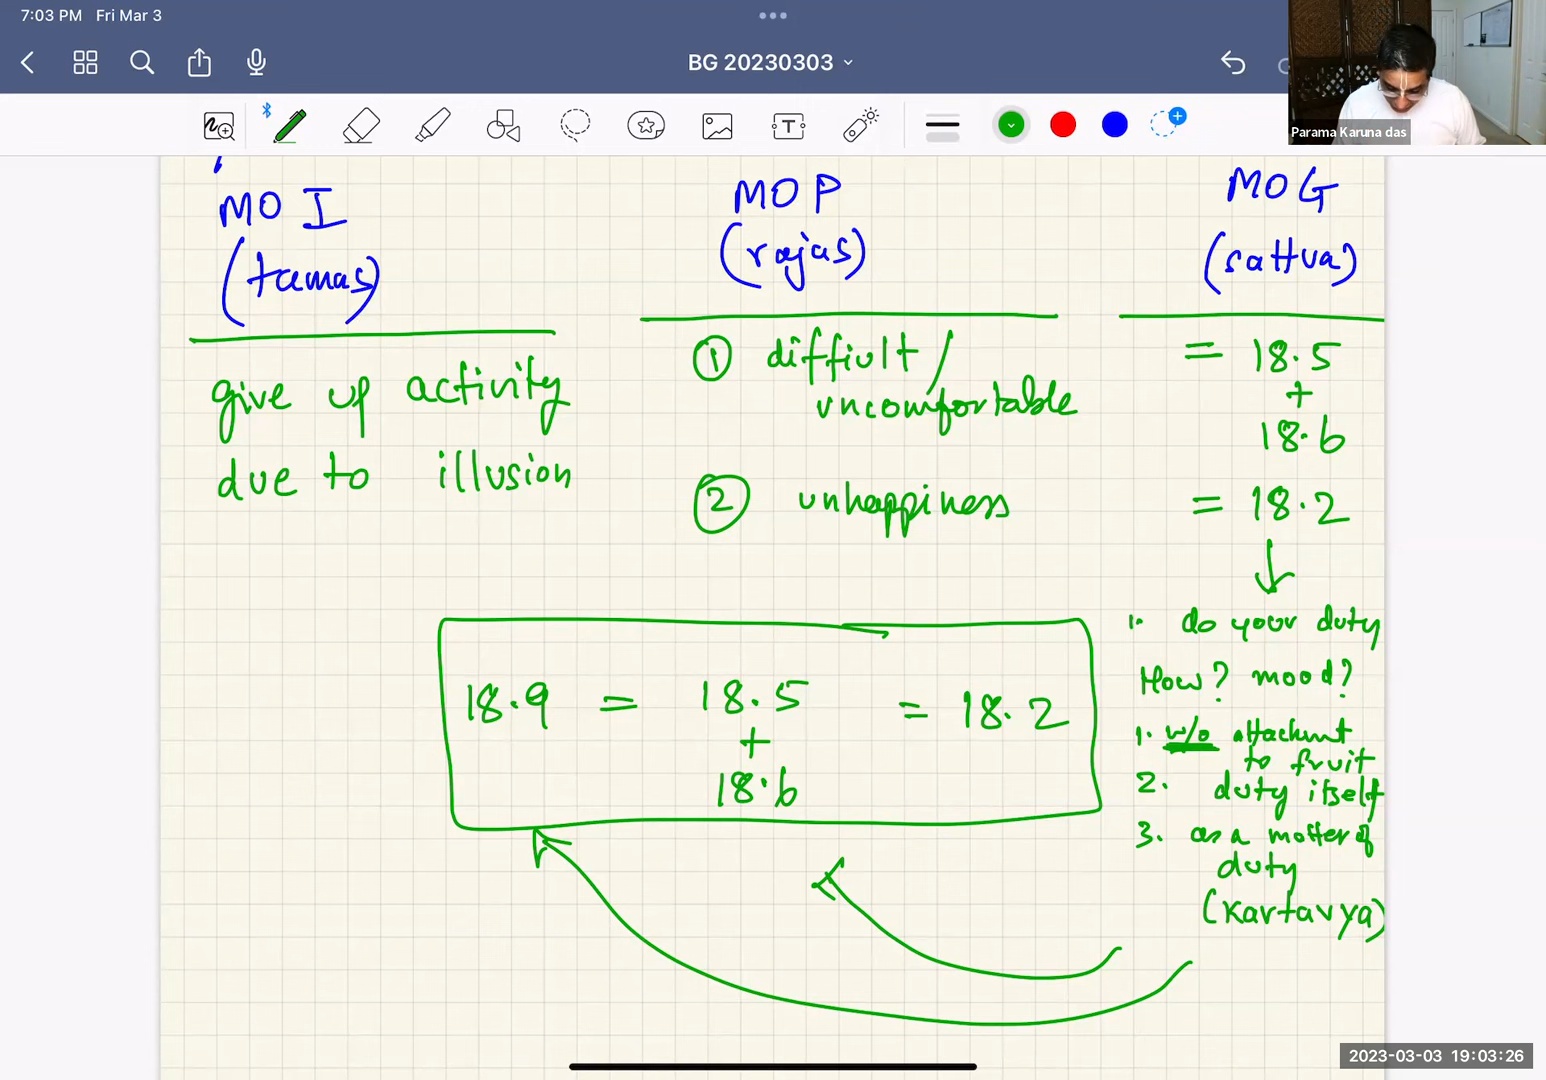 7:03 PM Fri Mar 3
BG 20230303
Parama Karuna das
MO I
(tamas)
give up activity
due to illusion
MOP
(rajas)
① difficult/
uncomfortable
② unhappiness
MOG
(sattva)
= 18.5
+
18.6
= 18.2
↓
1. do your duty
How? mood?
1. w/o attachmt
to fruit
2. duty itself
3. as a matter of
duty
(Kartavya)
18.9 = 18.5 = 18.2
+
18.6
2023-03-03 19:03:26